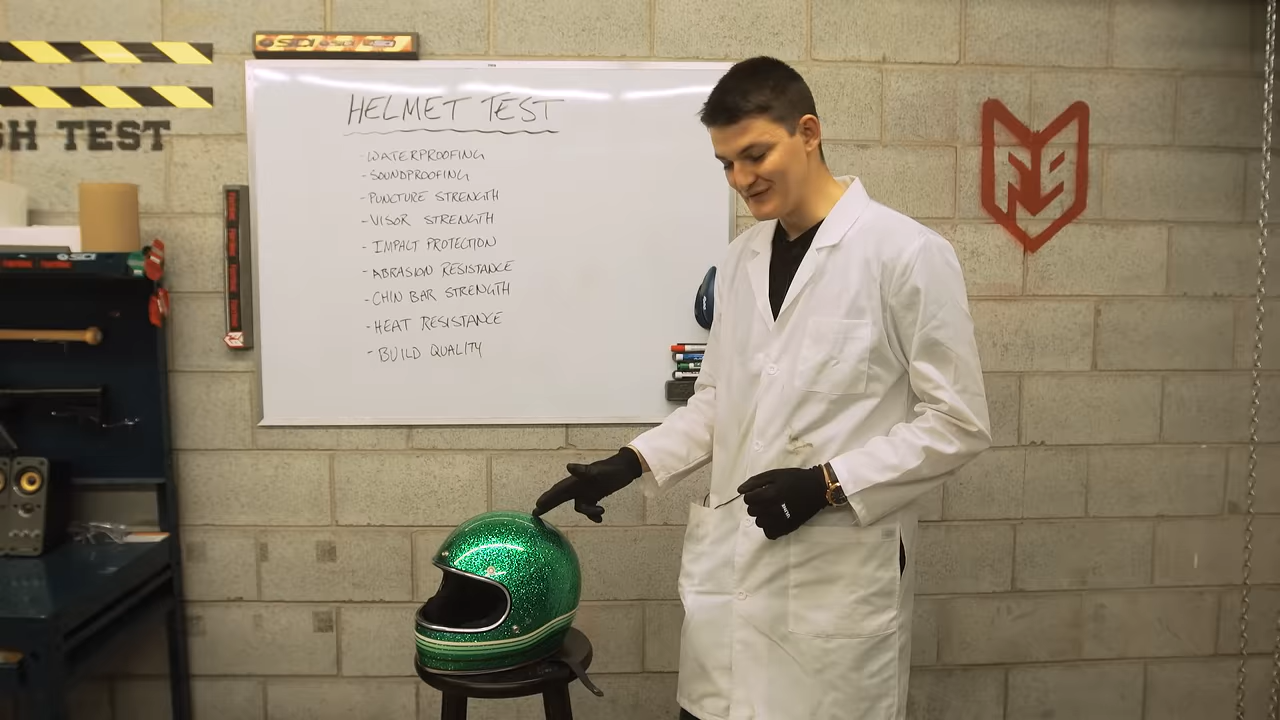 SDI
SH TEST
HELMET TEST
- WATERPROOFING
- SOUNDPROOFING
- PUNCTURE STRENGTH
- VISOR STRENGTH
- IMPACT PROTECTION
- ABRASION RESISTANCE
- CHIN BAR STRENGTH
- HEAT RESISTANCE
- BUILD QUALITY